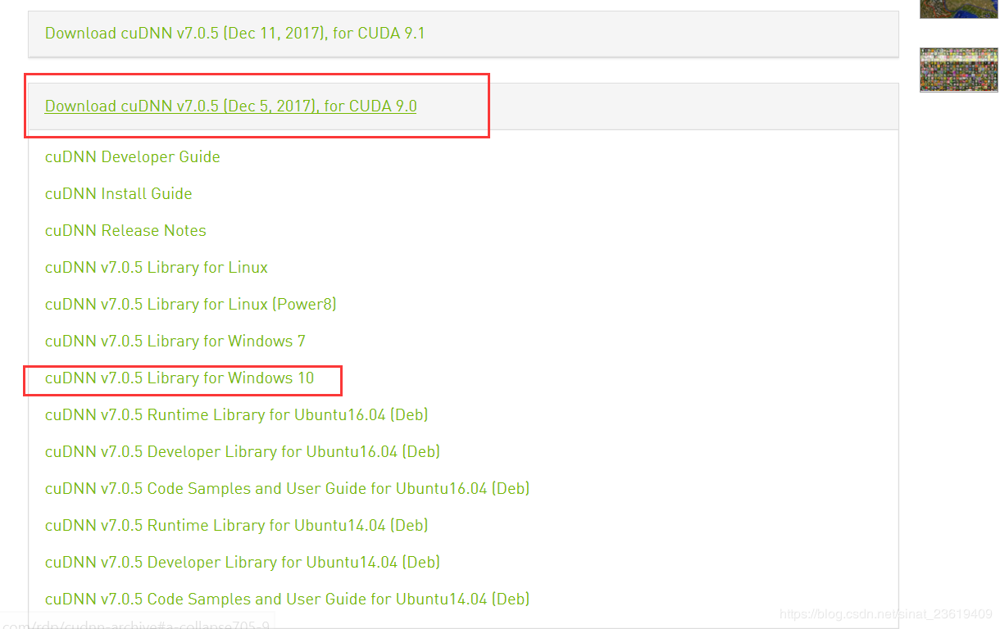 Download cuDNN v7.0.5 (Dec 11, 2017), for CUDA 9.1
Download cuDNN v7.0.5 (Dec 5, 2017), for CUDA 9.0
cuDNN Developer Guide
cuDNN Install Guide
cuDNN Release Notes
cuDNN v7.0.5 Library for Linux
cuDNN v7.0.5 Library for Linux (Power8)
cuDNN v7.0.5 Library for Windows 7
cuDNN v7.0.5 Library for Windows 10
cuDNN v7.0.5 Runtime Library for Ubuntu16.04 (Deb)
cuDNN v7.0.5 Developer Library for Ubuntu16.04 (Deb)
cuDNN v7.0.5 Code Samples and User Guide for Ubuntu16.04 (Deb)
cuDNN v7.0.5 Runtime Library for Ubuntu14.04 (Deb)
cuDNN v7.0.5 Developer Library for Ubuntu14.04 (Deb)
cuDNN v7.0.5 Code Samples and User Guide for Ubuntu14.04 (Deb)
https://blog.csdn.net/sinat_23619409
com/rdp/cudnn-archive#a-collapse705-9